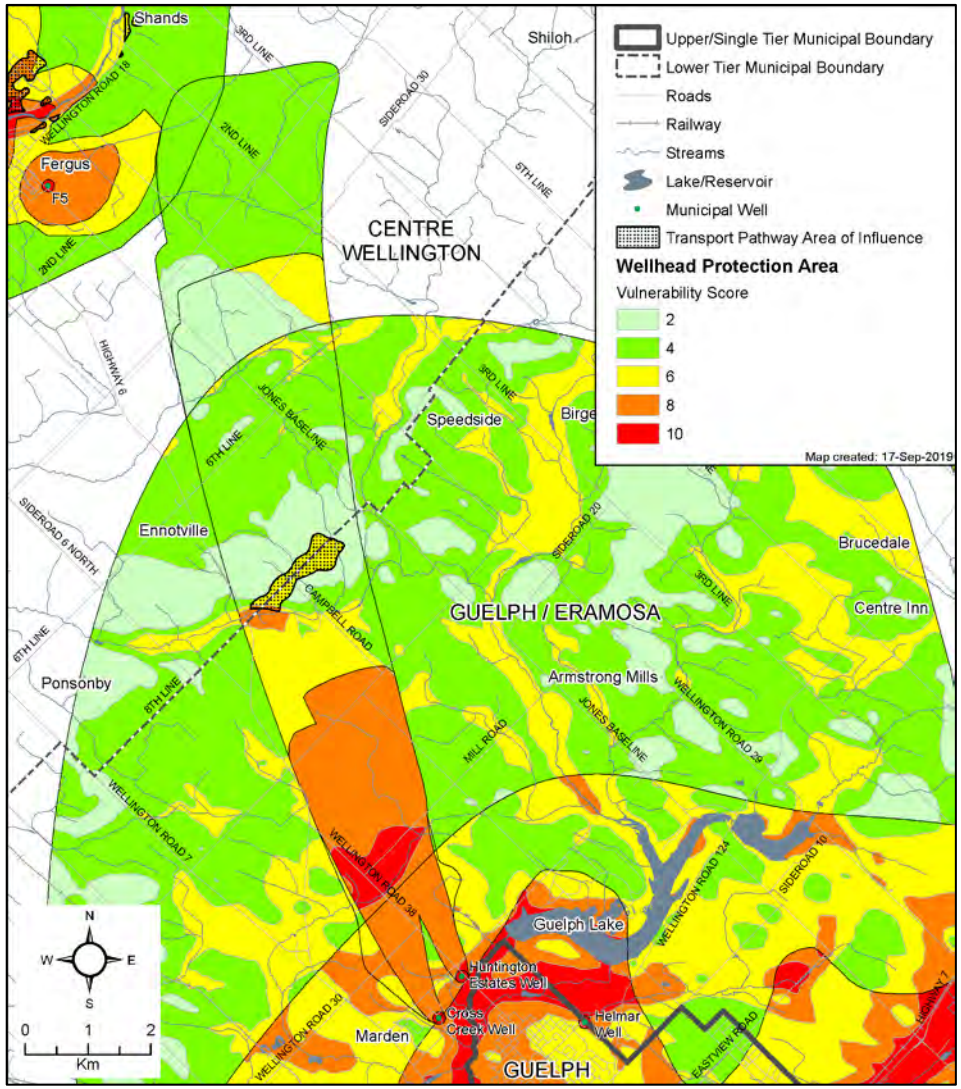 Shands
3RD LINE
Shiloh
SIDEROAD 30
WELLINGTON ROAD 18
2ND LINE
5TH LINE
Fergus
F5
2ND LINE
CENTRE
WELLINGTON
HIGHWAY 6
JONES BASELINE
3RD LINE
Birge
Speedside
6TH LINE
SIDEROAD 20
SIDEROAD 6 NORTH
Ennotville
Brucedale
CAMPBELL ROAD
3RD LINE
GUELPH / ERAMOSA
Centre Inn
6TH LINE
Ponsonby
8TH LINE
Armstrong Mills
JONES BASELINE
WELLINGTON ROAD 29
MILL ROAD
WELLINGTON ROAD 7
WELLINGTON ROAD 38
WELLINGTON ROAD 124
SIDEROAD 10
Guelph Lake
Huntington
Estates Well
HIGHWAY 7
Cross
Creek Well
Helmar
Well
WELLINGTON ROAD 30
Marden
EASTVIEW ROAD
GUELPH
Upper/Single Tier Municipal Boundary
Lower Tier Municipal Boundary
Roads
Railway
Streams
Lake/Reservoir
Municipal Well
Transport Pathway Area of Influence
Wellhead Protection Area
Vulnerability Score
2
4
6
8
10
Map created: 17-Sep-2019
N
W E
S
0 1 2
Km